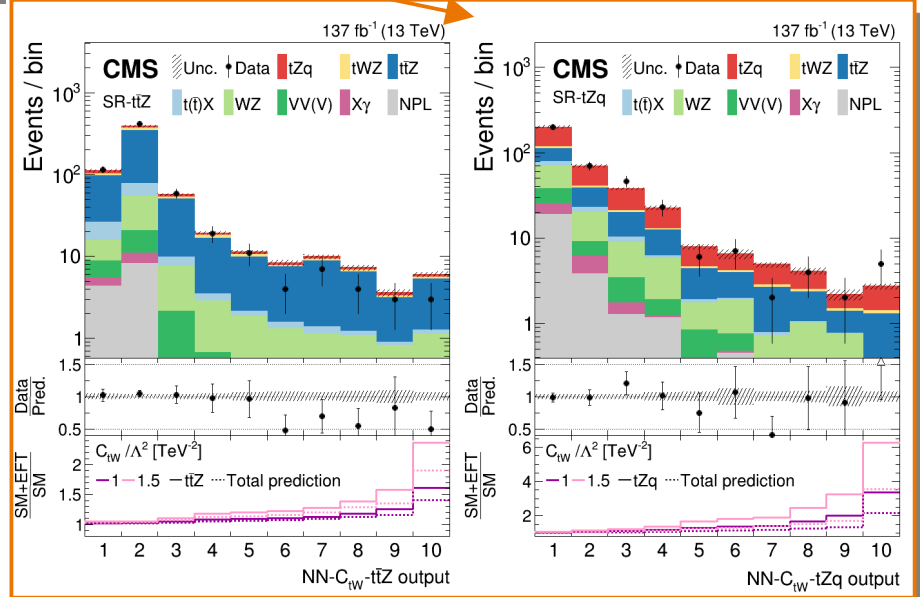 137 fb⁻¹ (13 TeV)
Events / bin
CMS
Unc. Data tZq tWZ tt̄Z
SR-tt̄Z
t(t̄)X WZ VV(V) Xγ NPL
10³
10²
10
1
Data
Pred.
1.5
1
0.5
SM+EFT
SM
C_tW /Λ² [TeV⁻²]
1 1.5 tt̄Z Total prediction
2
1.5
1
1 2 3 4 5 6 7 8 9 10
NN-C_tW-tt̄Z output
137 fb⁻¹ (13 TeV)
Events / bin
CMS
Unc. Data tZq tWZ tt̄Z
SR-tZq
t(t̄)X WZ VV(V) Xγ NPL
10³
10²
10
1
Data
Pred.
1.5
1
0.5
SM+EFT
SM
C_tW /Λ² [TeV⁻²]
1 1.5 tZq Total prediction
6
4
2
1 2 3 4 5 6 7 8 9 10
NN-C_tW-tZq output